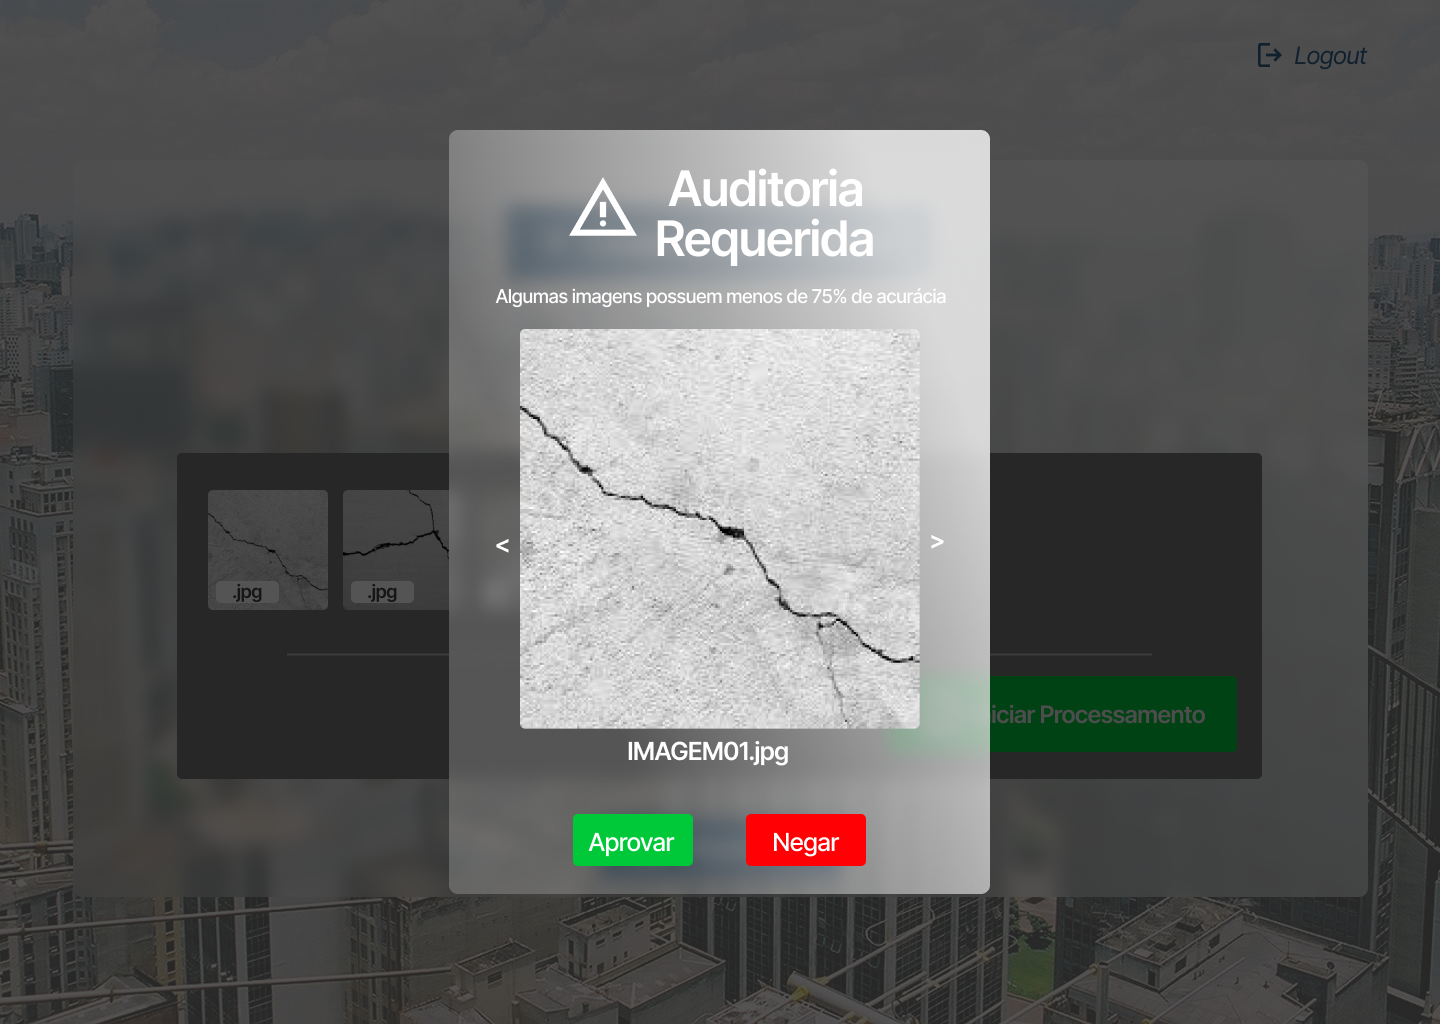 Logout
Auditoria
Requerida
Algumas imagens possuem menos de 75% de acurácia
<
>
.jpg
.jpg
iciar Processamento
IMAGEM01.jpg
Aprovar
Negar